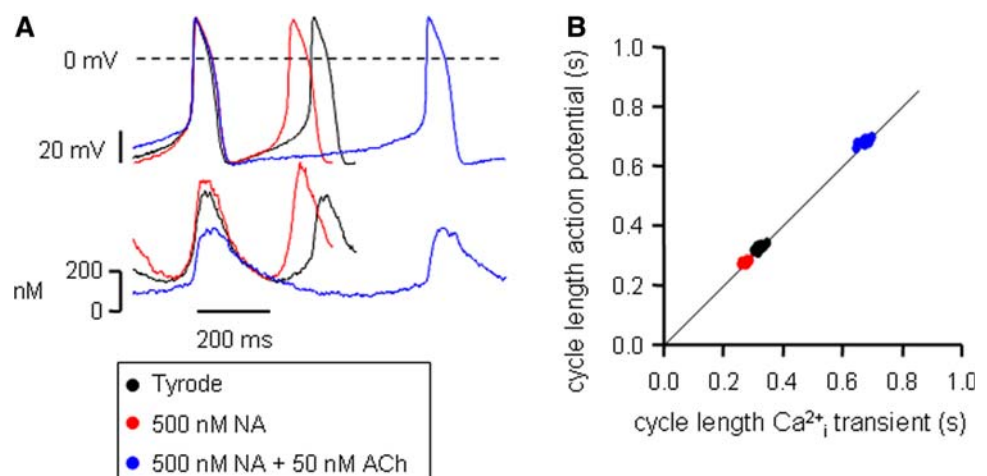 A
0 mV
20 mV
200
nM
0
200 ms
Tyrode
500 nM NA
500 nM NA + 50 nM ACh
B
cycle length action potential (s)
1.0
0.8
0.6
0.4
0.2
0.0
0.0 0.2 0.4 0.6 0.8 1.0
cycle length Ca²⁺ᵢ transient (s)